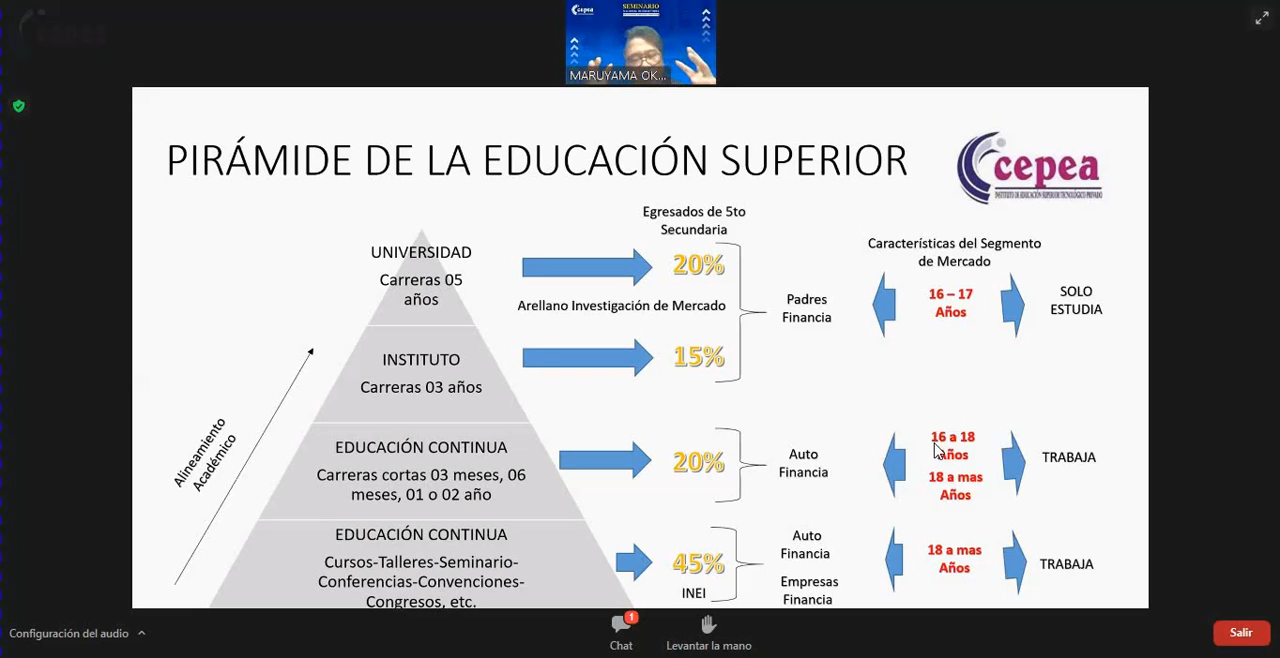 cepea
SEMINARIO
MARUYAMA OK...
PIRÁMIDE DE LA EDUCACIÓN SUPERIOR
cepea
INSTITUTO DE EDUCACIÓN SUPERIOR TECNOLÓGICO PRIVADO
Egresados de 5to
Secundaria
UNIVERSIDAD
Carreras 05
años
20%
Arellano Investigación de Mercado
Padres
Financia
Características del Segmento
de Mercado
16 – 17
Años
SOLO
ESTUDIA
INSTITUTO
Carreras 03 años
15%
Alineamiento
Académico
EDUCACIÓN CONTINUA
Carreras cortas 03 meses, 06
meses, 01 o 02 año
20%
Auto
Financia
16 a 18
Años
18 a mas
Años
TRABAJA
EDUCACIÓN CONTINUA
Cursos-Talleres-Seminario-
Conferencias-Convenciones-
Congresos, etc.
45%
INEI
Auto
Financia
Empresas
Financia
18 a mas
Años
TRABAJA
Configuración del audio
1
Chat
Levantar la mano
Salir